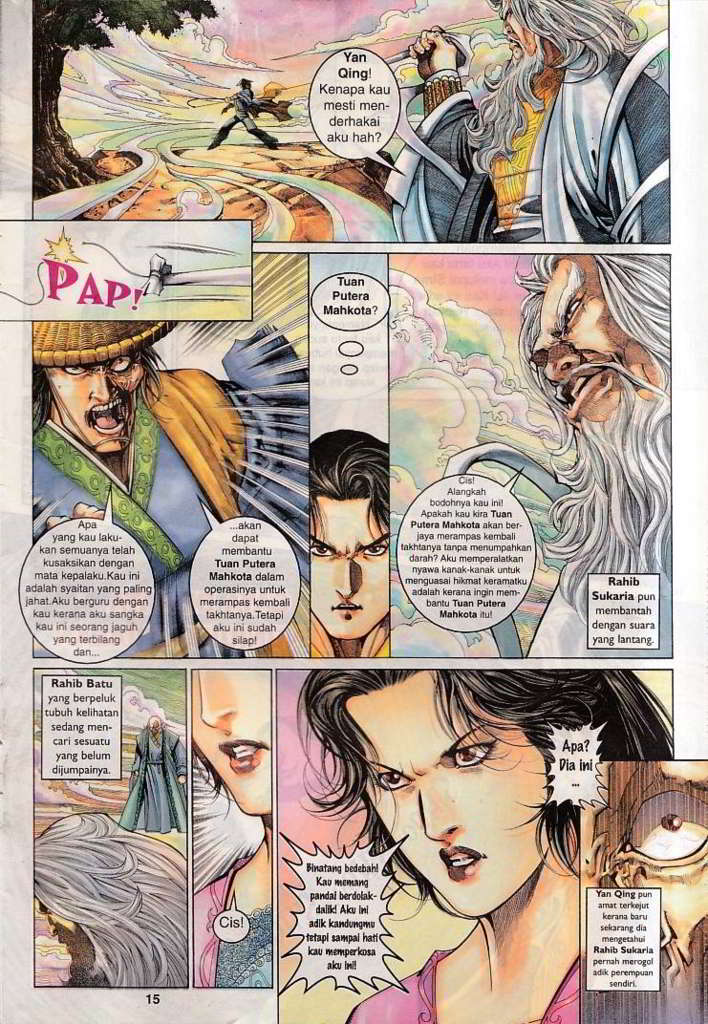 Yan
Qing!
Kenapa kau
mesti men-
derhakai
aku hah?
PAP!
Tuan
Putera
Mahkota?
Apa
yang kau laku-
kan semuanya telah
kusaksikan dengan
mata kepalaku.Kau ini
adalah syaitan yang paling
jahat.Aku berguru dengan
kau kerana aku sangka
kau ini seorang jaguh
yang terbilang
dan...
...akan
dapat
membantu
Tuan Putera
Mahkota dalam
operasinya untuk
merampas kembali
takhtanya.Tetapi
aku ini sudah
silap!
Cis!
Alangkah
bodohnya kau ini!
Apakah kau kira Tuan
Putera Mahkota akan ber-
jaya merampas kembali
takhtanya tanpa menumpahkan
darah? Aku memperalatkan
nyawa kanak-kanak untuk
menguasai hikmat keramatku
adalah kerana ingin mem-
bantu Tuan Putera
Mahkota itu!
Rahib
Sukaria pun
membantah
dengan suara
yang lantang.
Rahib Batu
yang berpeluk
tubuh kelihatan
sedang men-
cari sesuatu
yang belum
dijumpainya.
Cis!
Binatang bedebah!
Kau memang
pandai berdolak-
dalik! Aku ini
adik kandungmu
tetapi sampai hati
kau memperkosa
aku ini!
Apa?
Dia ini
...
Yan Qing pun
amat terkejut
kerana baru
sekarang dia
mengetahui
Rahib Sukaria
pernah merogol
adik perempuan
sendiri.
15